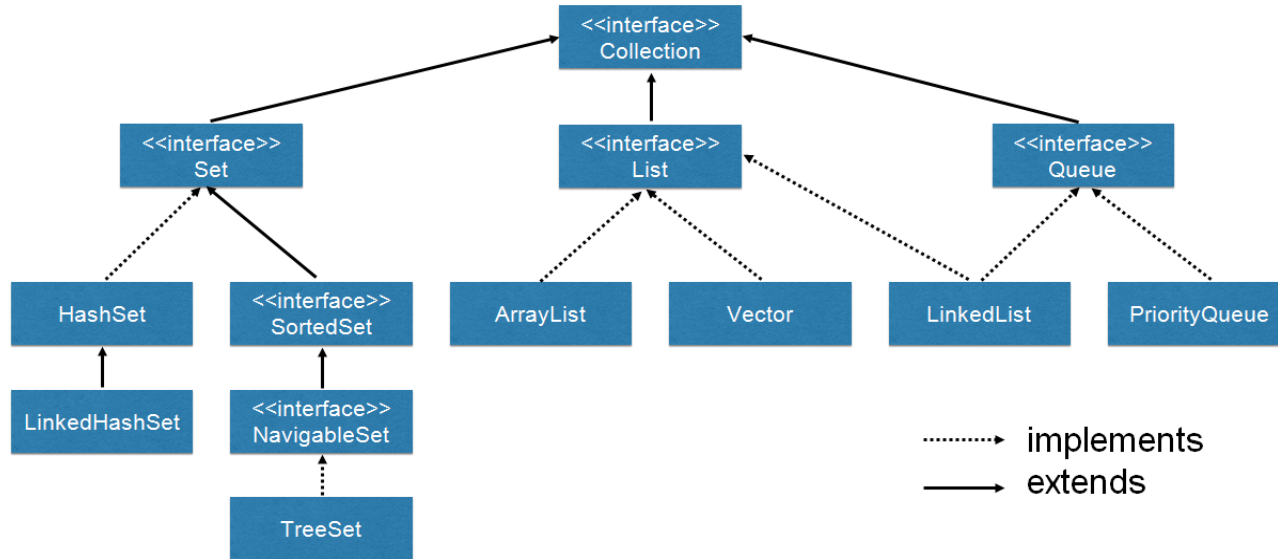 <<interface>>
Collection
<<interface>>
Set
<<interface>>
List
<<interface>>
Queue
HashSet
<<interface>>
SortedSet
ArrayList
Vector
LinkedList
PriorityQueue
LinkedHashSet
<<interface>>
NavigableSet
TreeSet
implements
extends